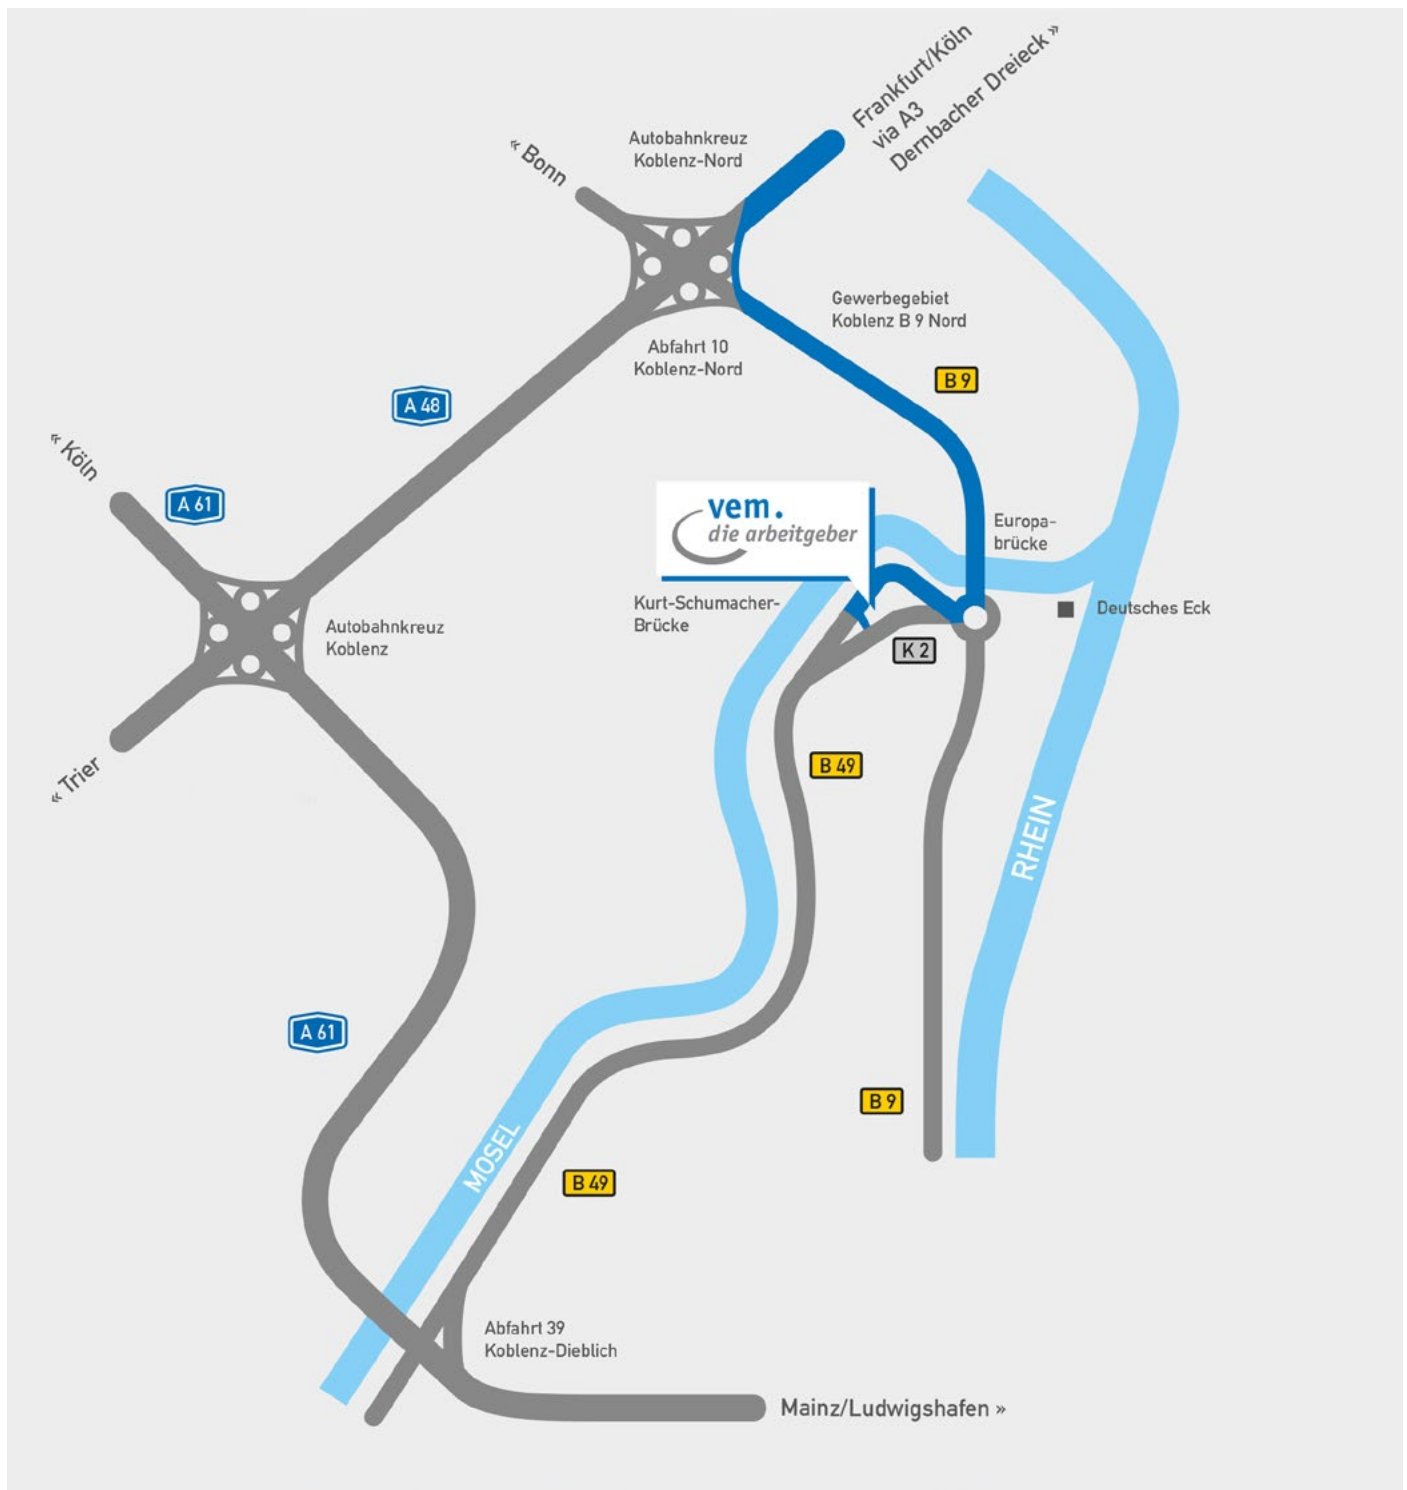 Frankfurt/Köln
via A3
Dernbacher Dreieck »
Autobahnkreuz
Koblenz-Nord
« Bonn
Gewerbegebiet
Koblenz B 9 Nord
Abfahrt 10
Koblenz-Nord
B 9
A 48
« Köln
A 61
vem.
die arbeitgeber
Europa-
brücke
Kurt-Schumacher-
Brücke
Deutsches Eck
Autobahnkreuz
Koblenz
K 2
« Trier
B 49
RHEIN
A 61
B 9
MOSEL
B 49
Abfahrt 39
Koblenz-Dieblich
Mainz/Ludwigshafen »